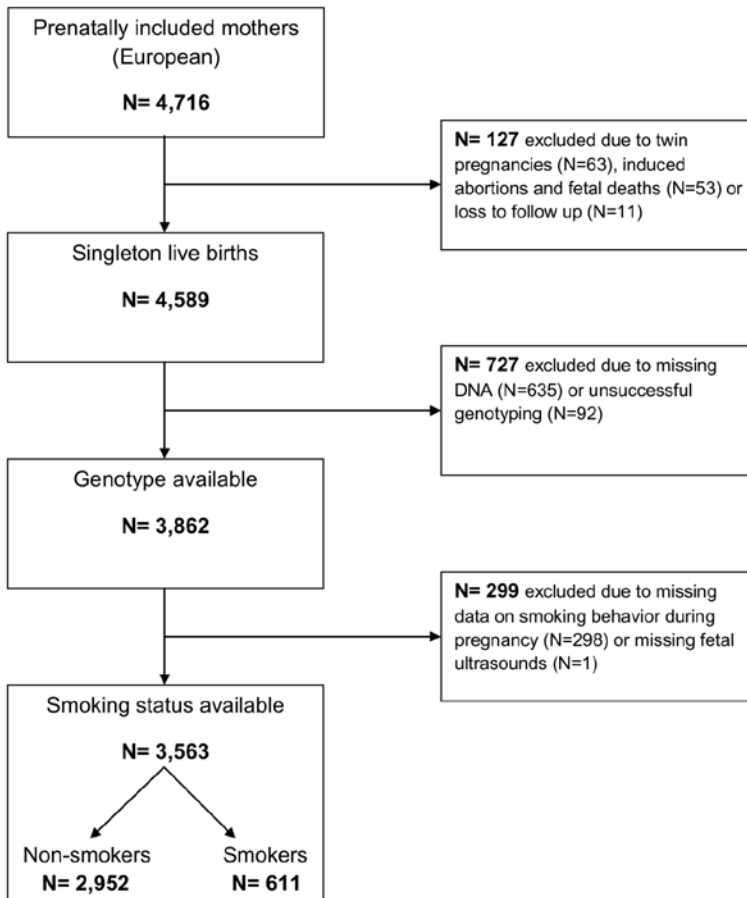 Prenatally included mothers
(European)
N= 4,716
N= 127 excluded due to twin
pregnancies (N=63), induced
abortions and fetal deaths (N=53) or
loss to follow up (N=11)
Singleton live births
N= 4,589
N= 727 excluded due to missing
DNA (N=635) or unsuccessful
genotyping (N=92)
Genotype available
N= 3,862
N= 299 excluded due to missing
data on smoking behavior during
pregnancy (N=298) or missing fetal
ultrasounds (N=1)
Smoking status available
N= 3,563
Non-smokers Smokers
N= 2,952 N= 611